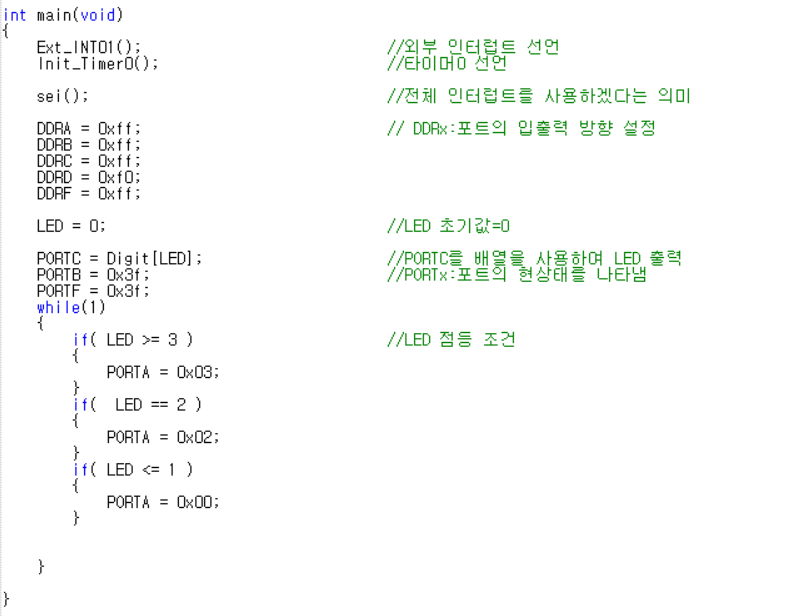 int main(void)
{
Ext_INT01(); //외부 인터럽트 선언
Init_Timer0(); //타이머0 선언
sei(); //전체 인터럽트를 사용하겠다는 의미
DDRA = 0xff; // DDRx:포트의 입출력 방향 설정
DDRB = 0xff;
DDRC = 0xff;
DDRD = 0xf0;
DDRF = 0xff;
LED = 0; //LED 초기값=0
PORTC = Digit[LED]; //PORTC를 배열을 사용하여 LED 출력
PORTB = 0x3f; //PORTx:포트의 현상태를 나타냄
PORTF = 0x3f;
while(1)
{
if( LED >= 3 ) //LED 점등 조건
{
PORTA = 0x03;
}
if(  LED == 2 )
{
PORTA = 0x02;
}
if( LED <= 1 )
{
PORTA = 0x00;
}
}
}